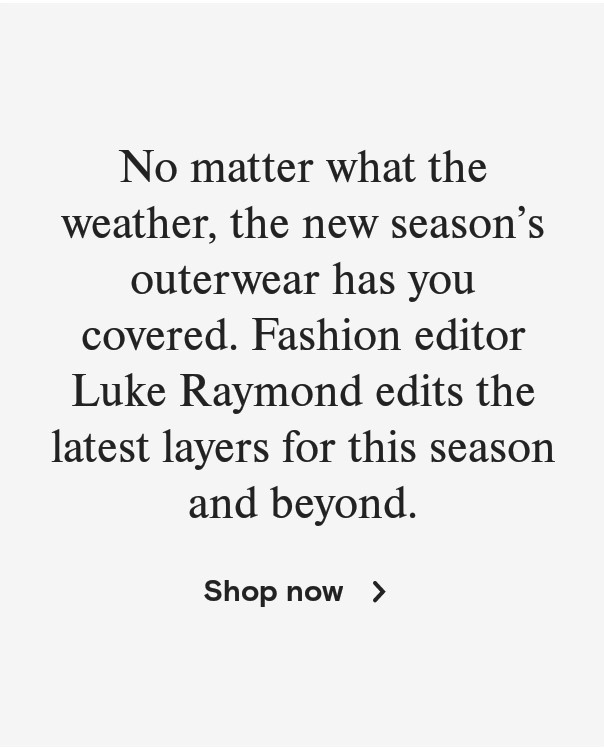 No matter what the
weather, the new season’s
outerwear has you
covered. Fashion editor
Luke Raymond edits the
latest layers for this season
and beyond.
Shop now